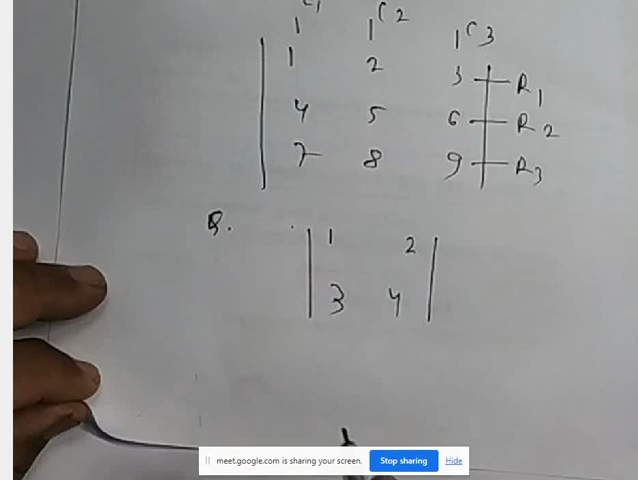 C1 C2 C3
1 2 3 R1
4 5 6 R2
7 8 9 R3
Q.
1 2
3 4
meet.google.com is sharing your screen. Stop sharing Hide